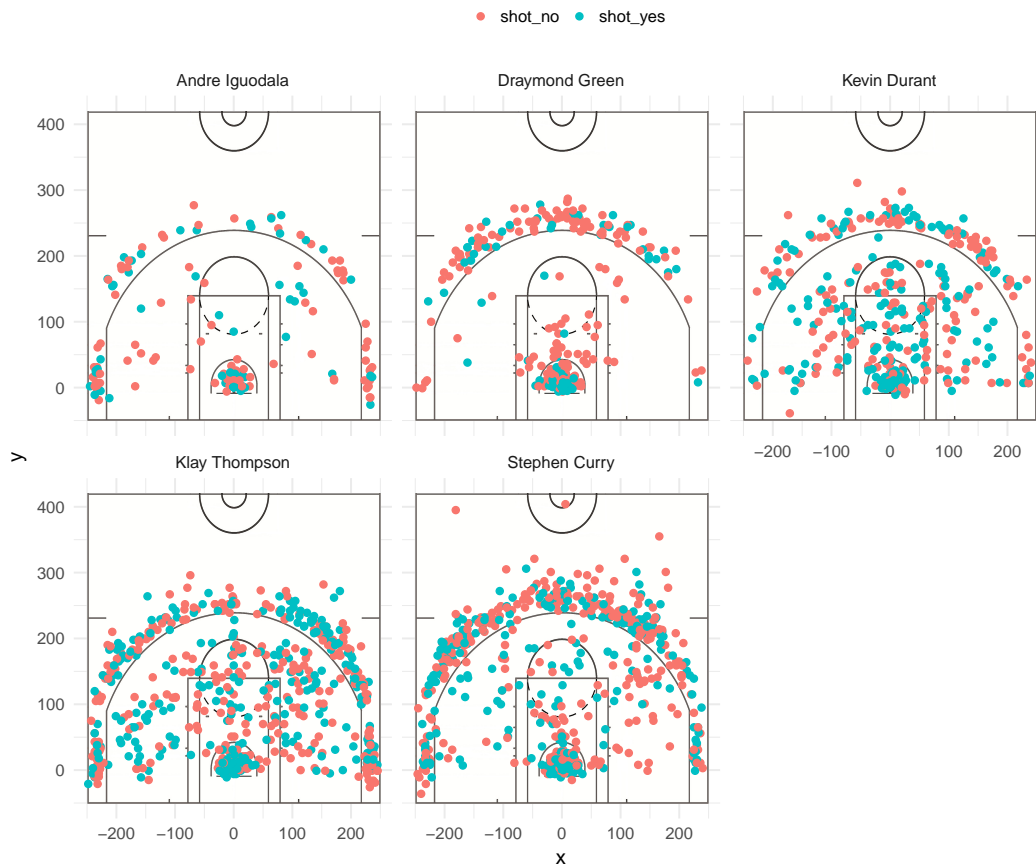 shot_no shot_yes
Andre Iguodala Draymond Green Kevin Durant
400
300
200
100
0
−200 −100 0 100 200
y
Klay Thompson Stephen Curry
400
300
200
100
0
−200 −100 0 100 200 −200 −100 0 100 200
x